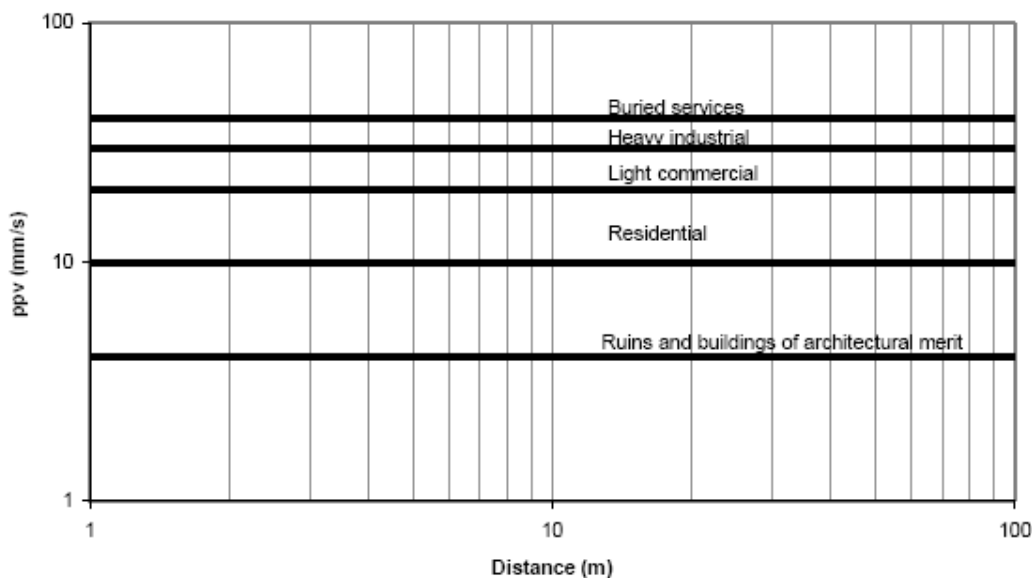 100
Buried services
Heavy industrial
Light commercial
Residential
10
Ruins and buildings of architectural merit
1
1
10
100
ppv (mm/s)
Distance (m)